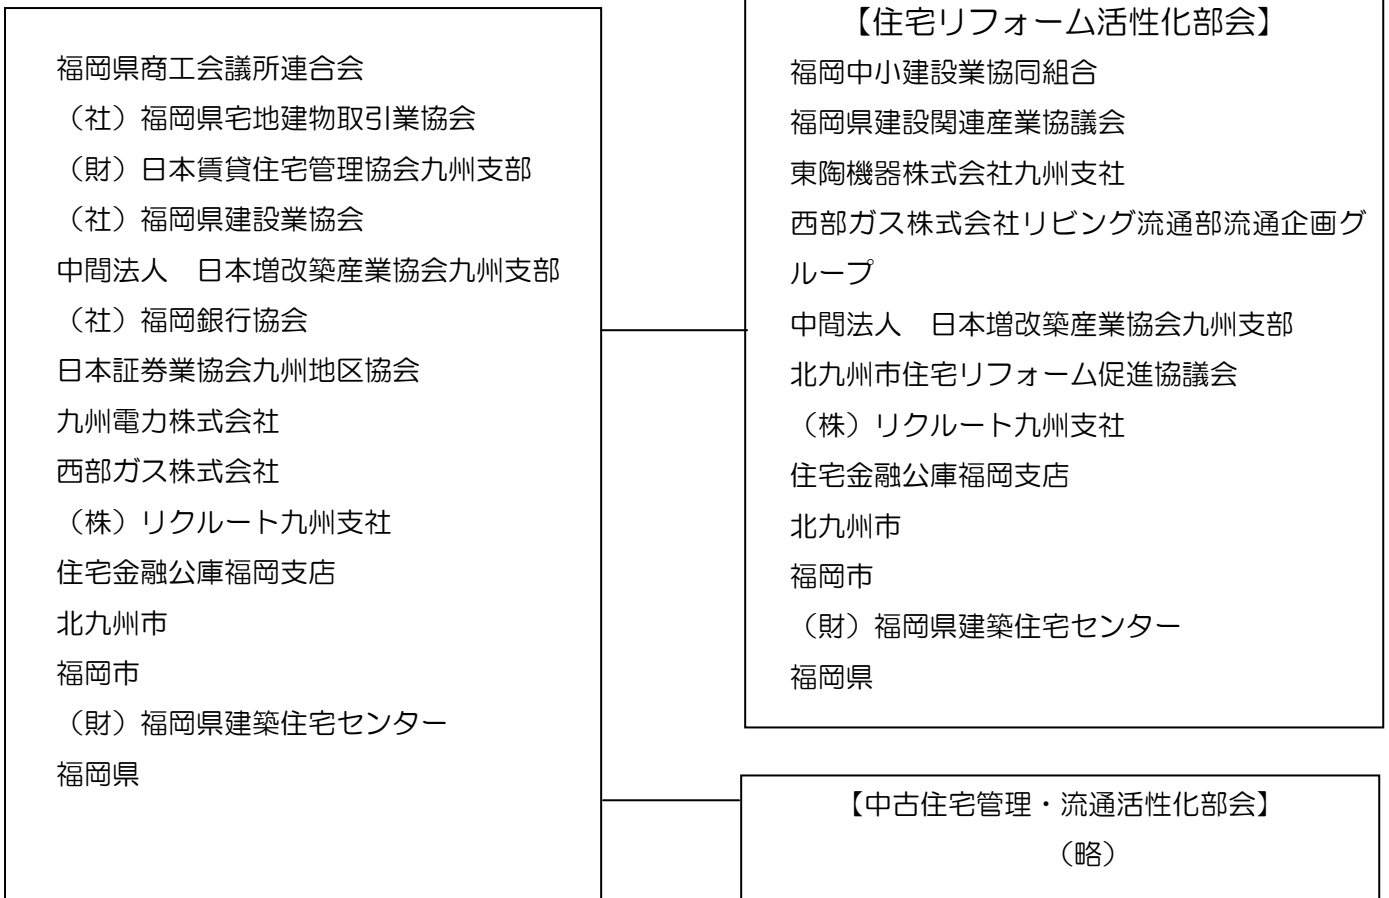 福岡県商工会議所連合会
（社）福岡県宅地建物取引業協会
（財）日本賃貸住宅管理協会九州支部
（社）福岡県建設業協会
中間法人　日本増改築産業協会九州支部
（社）福岡銀行協会
日本証券業協会九州地区協会
九州電力株式会社
西部ガス株式会社
（株）リクルート九州支社
住宅金融公庫福岡支店
北九州市
福岡市
（財）福岡県建築住宅センター
福岡県
【住宅リフォーム活性化部会】
福岡中小建設業協同組合
福岡県建設関連産業協議会
東陶機器株式会社九州支社
西部ガス株式会社リビング流通部流通企画グ
ループ
中間法人　日本増改築産業協会九州支部
北九州市住宅リフォーム促進協議会
（株）リクルート九州支社
住宅金融公庫福岡支店
北九州市
福岡市
（財）福岡県建築住宅センター
福岡県
【中古住宅管理・流通活性化部会】
（略）